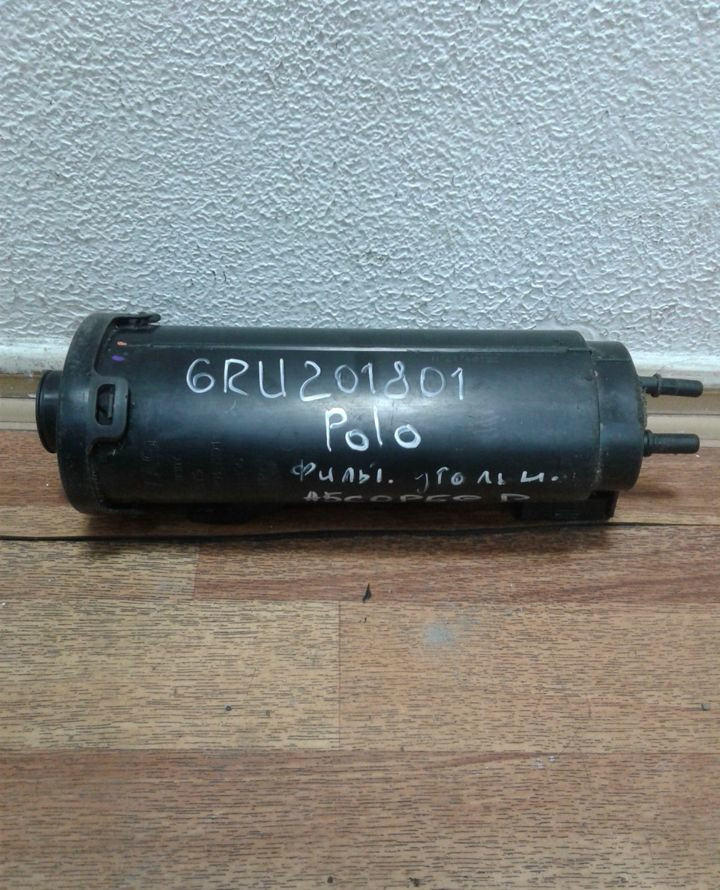 6RU201801
Polo
Фильт. угольн.
Абсорбер